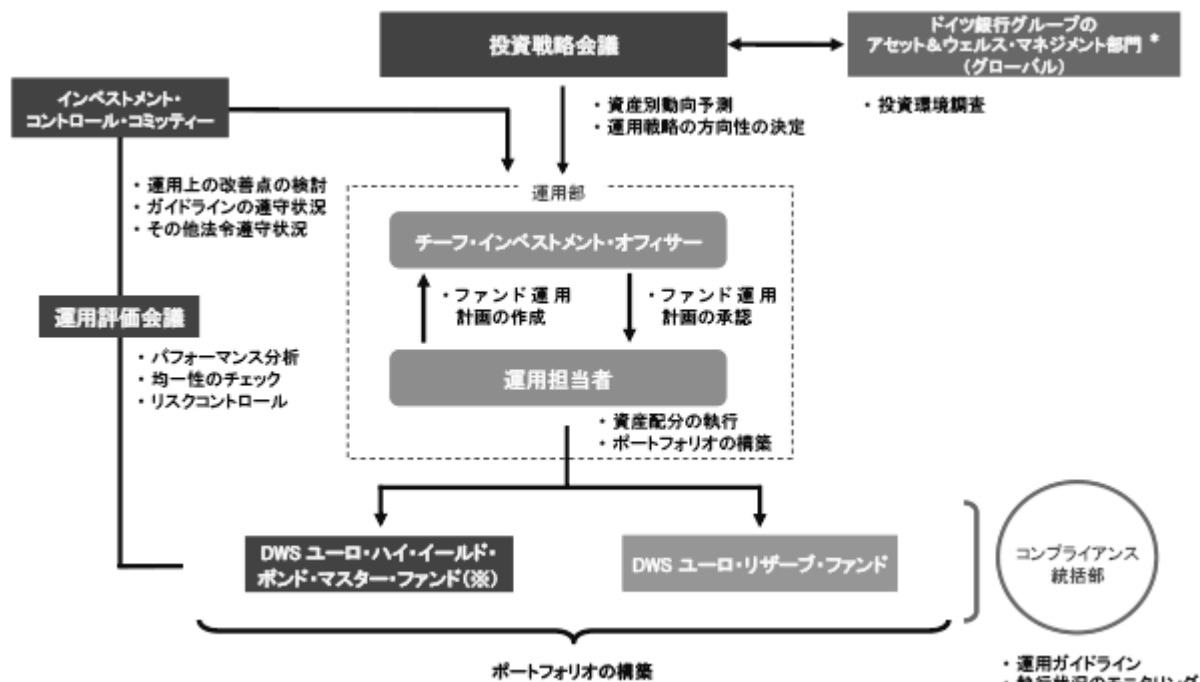 投資戦略会議
ドイツ銀行グループの
アセット&ウェルス・マネジメント部門 *
(グローバル)
・投資環境調査
・資産別動向予測
・運用戦略の方向性の決定
インベストメント・
コントロール・コミッティー
・運用上の改善点の検討
・ガイドラインの遵守状況
・その他法令遵守状況
運用部
チーフ・インベストメント・オフィサー
・ファンド運用
計画の作成
・ファンド運用
計画の承認
運用評価会議
・パフォーマンス分析
・均一性のチェック
・リスクコントロール
運用担当者
・資産配分の執行
・ポートフォリオの構築
DWS ユーロ・ハイ・イールド・
ボンド・マスター・ファンド(※)
DWS ユーロ・リザーブ・ファンド
コンプライアンス
統括部
ポートフォリオの構築
・運用ガイドライン
・執行状況のモニタリング